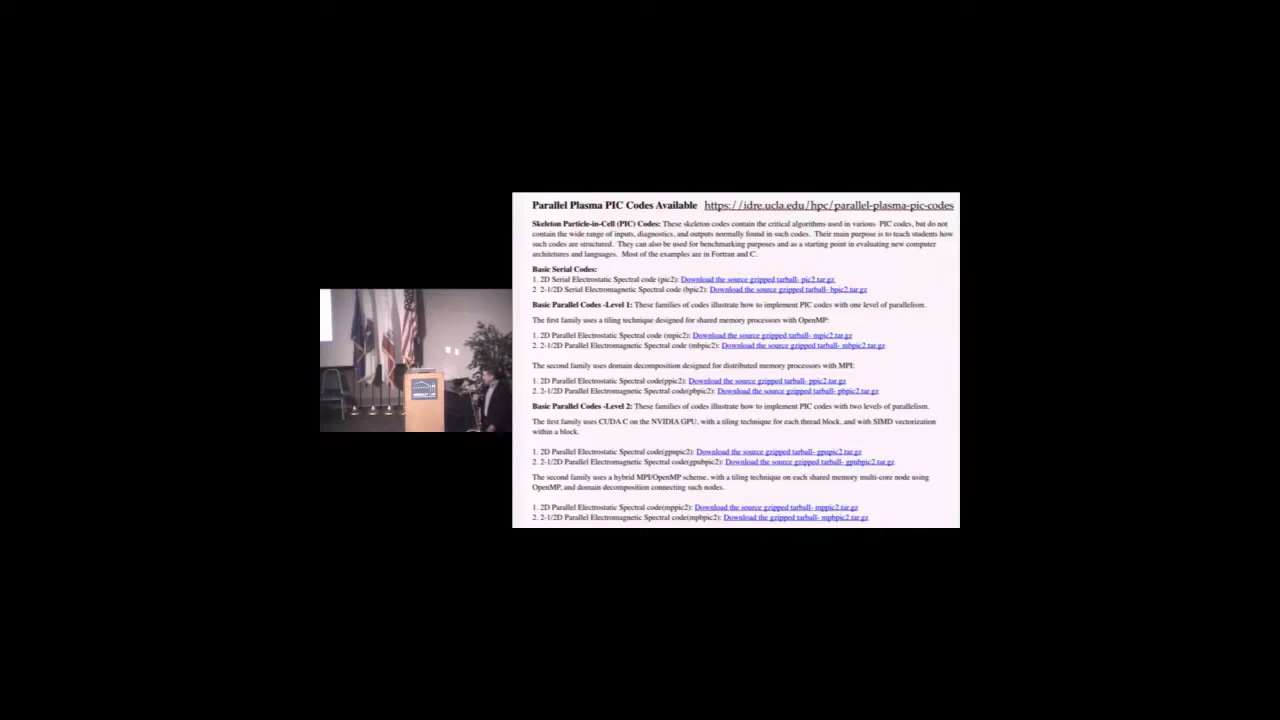 Parallel Plasma PIC Codes Available https://idre.ucla.edu/hpc/parallel-plasma-pic-codes
Skeleton Particle-in-Cell (PIC) Codes: These skeleton codes contain the critical algorithms used in various PIC codes, but do not
contain the wide range of inputs, diagnostics, and outputs normally found in such codes. Their main purpose is to teach students how
such codes are structured. They can also be used for benchmarking purposes and as a starting point in evaluating new computer
architetures and languages. Most of the examples are in Fortran and C.
Basic Serial Codes:
1. 2D Serial Electrostatic Spectral code (pic2): Download the source gzipped tarball- pic2.tar.gz
2 2-1/2D Serial Electromagnetic Spectral code (bpic2): Download the source gzipped tarball- bpic2.tar.gz
Basic Parallel Codes -Level 1: These families of codes illustrate how to implement PIC codes with one level of parallelism.
The first family uses a tiling technique designed for shared memory processors with OpenMP:
1. 2D Parallel Electrostatic Spectral code (mpic2): Download the source gzipped tarball- mpic2.tar.gz
2. 2-1/2D Parallel Electromagnetic Spectral code (mbpic2): Download the source gzipped tarball- mbpic2.tar.gz
The second family uses domain decomposition designed for distributed memory processors with MPI:
1. 2D Parallel Electrostatic Spectral code(ppic2): Download the source gzipped tarball- ppic2.tar.gz
2. 2-1/2D Parallel Electromagnetic Spectral code(pbpic2): Download the source gzipped tarball- pbpic2.tar.gz
Basic Parallel Codes -Level 2: These families of codes illustrate how to implement PIC codes with two levels of parallelism.
The first family uses CUDA C on the NVIDIA GPU, with a tiling technique for each thread block, and with SIMD vectorization
within a block.
1. 2D Parallel Electrostatic Spectral code(gpupic2): Download the source gzipped tarball- gpupic2.tar.gz
2. 2-1/2D Parallel Electromagnetic Spectral code(gpubpic2): Download the source gzipped tarball- gpubpic2.tar.gz
The second family uses a hybrid MPI/OpenMP scheme, with a tiling technique on each shared memory multi-core node using
OpenMP, and domain decomposition connecting such nodes.
1. 2D Parallel Electrostatic Spectral code(mppic2): Download the source gzipped tarball- mppic2.tar.gz
2. 2-1/2D Parallel Electromagnetic Spectral code(mpbpic2): Download the gzipped tarball- mpbpic2.tar.gz